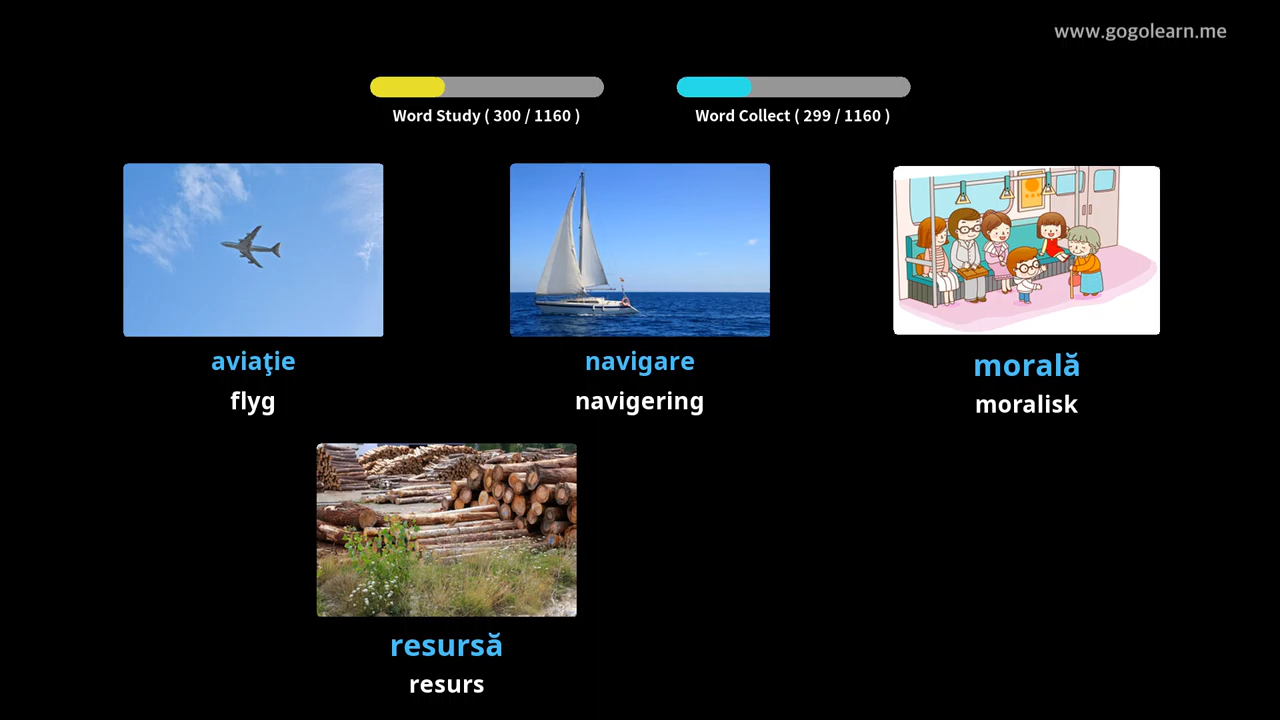 www.gogolearn.me
Word Study ( 300 / 1160 )
Word Collect ( 299 / 1160 )
aviaţie
flyg
navigare
navigering
morală
moralisk
resursă
resurs